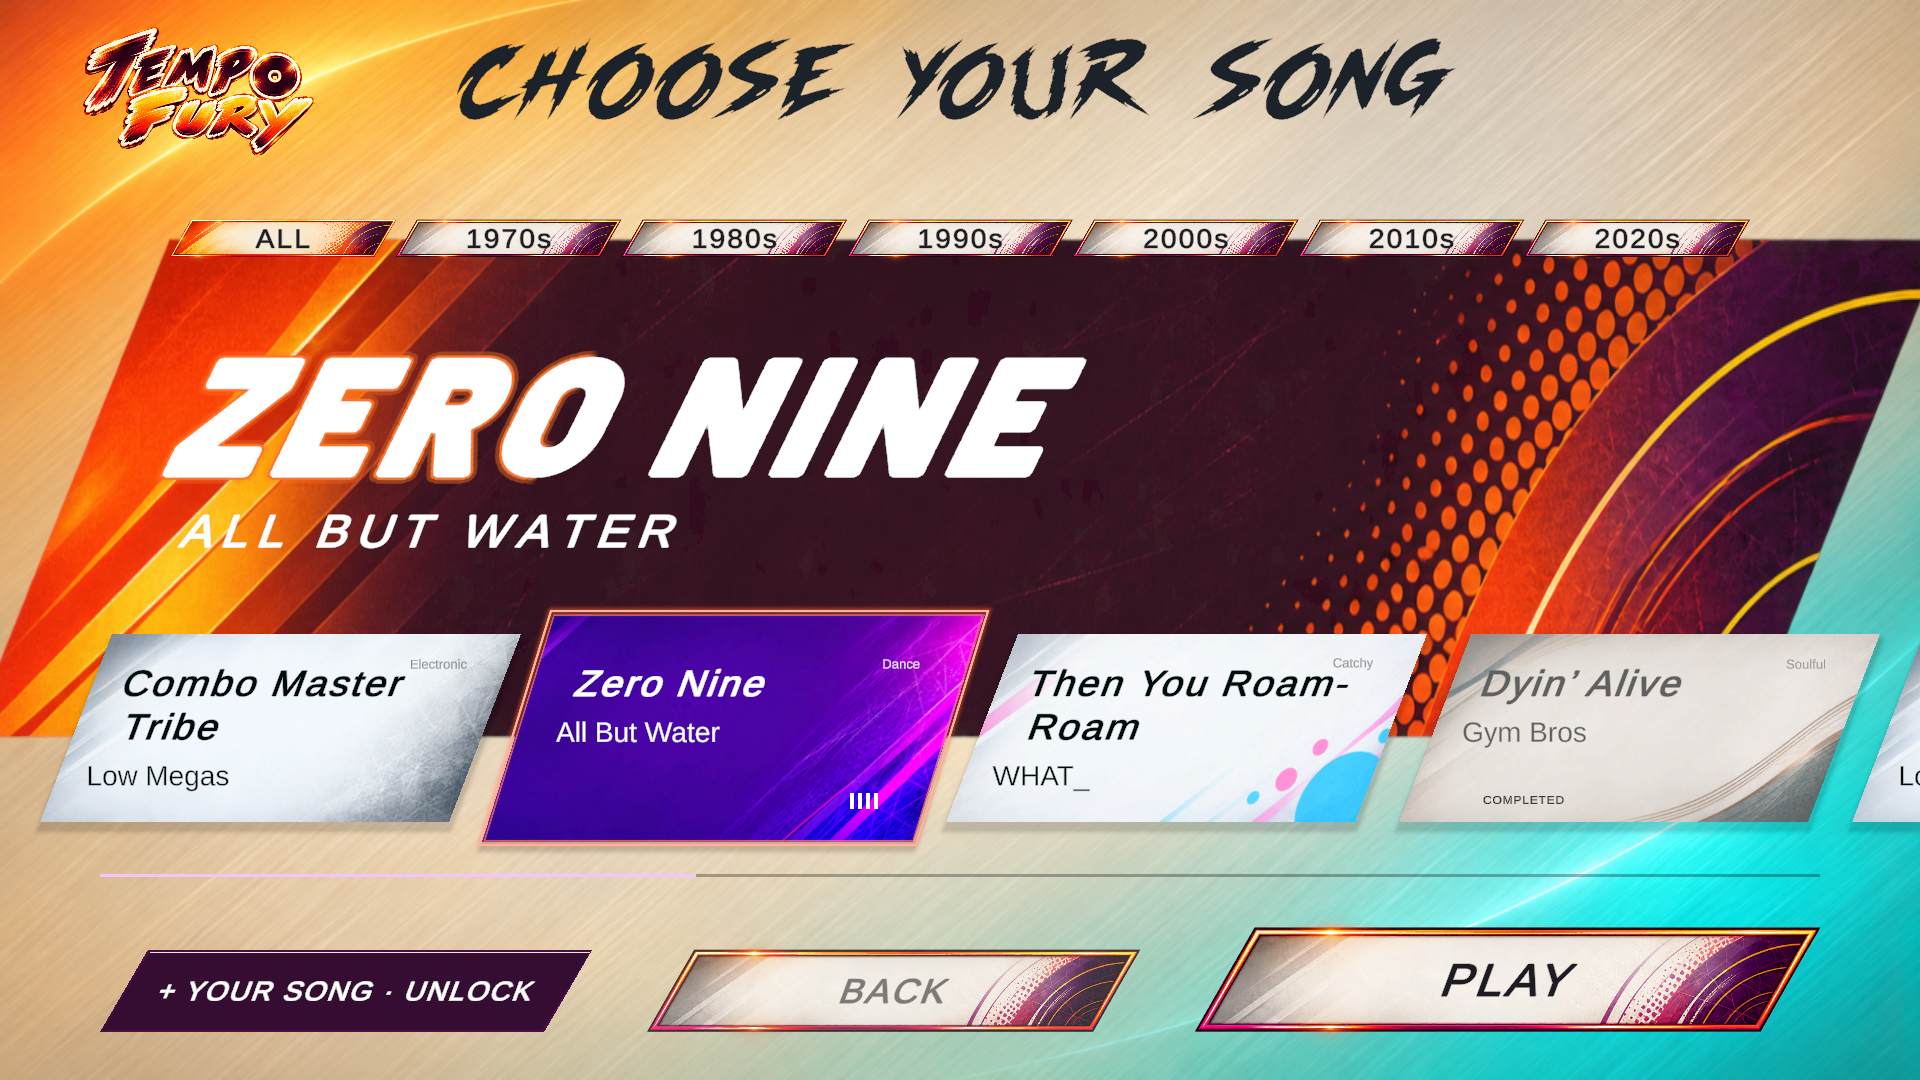 TEMPO
FURY
CHOOSE YOUR SONG
ALL
1970s
1980s
1990s
2000s
2010s
2020s
ZERO NINE
ALL BUT WATER
Combo Master
Tribe
Electronic
Low Megas
Zero Nine
Dance
All But Water
Then You Roam-
Roam
Catchy
WHAT_
Dyin’ Alive
Soulful
Gym Bros
COMPLETED
+ YOUR SONG · UNLOCK
BACK
PLAY